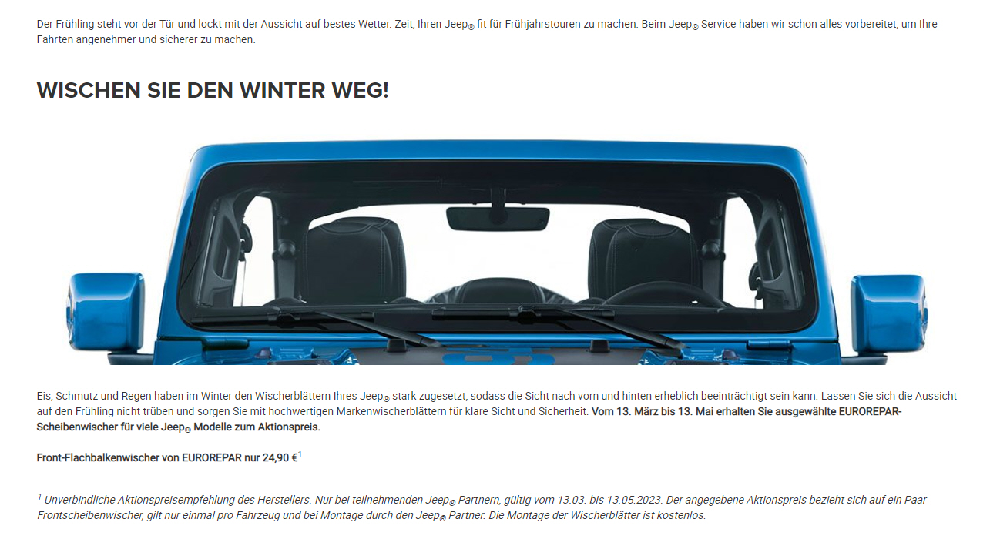 Der Frühling steht vor der Tür und lockt mit der Aussicht auf bestes Wetter. Zeit, Ihren Jeep® fit für Frühjahrstouren zu machen. Beim Jeep® Service haben wir schon alles vorbereitet, um Ihre
Fahrten angenehmer und sicherer zu machen.
WISCHEN SIE DEN WINTER WEG!
Eis, Schmutz und Regen haben im Winter den Wischerblättern Ihres Jeep® stark zugesetzt, sodass die Sicht nach vorn und hinten erheblich beeinträchtigt sein kann. Lassen Sie sich die Aussicht
auf den Frühling nicht trüben und sorgen Sie mit hochwertigen Markenwischerblättern für klare Sicht und Sicherheit. Vom 13. März bis 13. Mai erhalten Sie ausgewählte EUROREPAR-
Scheibenwischer für viele Jeep® Modelle zum Aktionspreis.
Front-Flachbalkenwischer von EUROREPAR nur 24,90 €¹
¹ Unverbindliche Aktionspreisempfehlung des Herstellers. Nur bei teilnehmenden Jeep® Partnern, gültig vom 13.03. bis 13.05.2023. Der angegebene Aktionspreis bezieht sich auf ein Paar
Frontscheibenwischer, gilt nur einmal pro Fahrzeug und bei Montage durch den Jeep® Partner. Die Montage der Wischerblätter ist kostenlos.